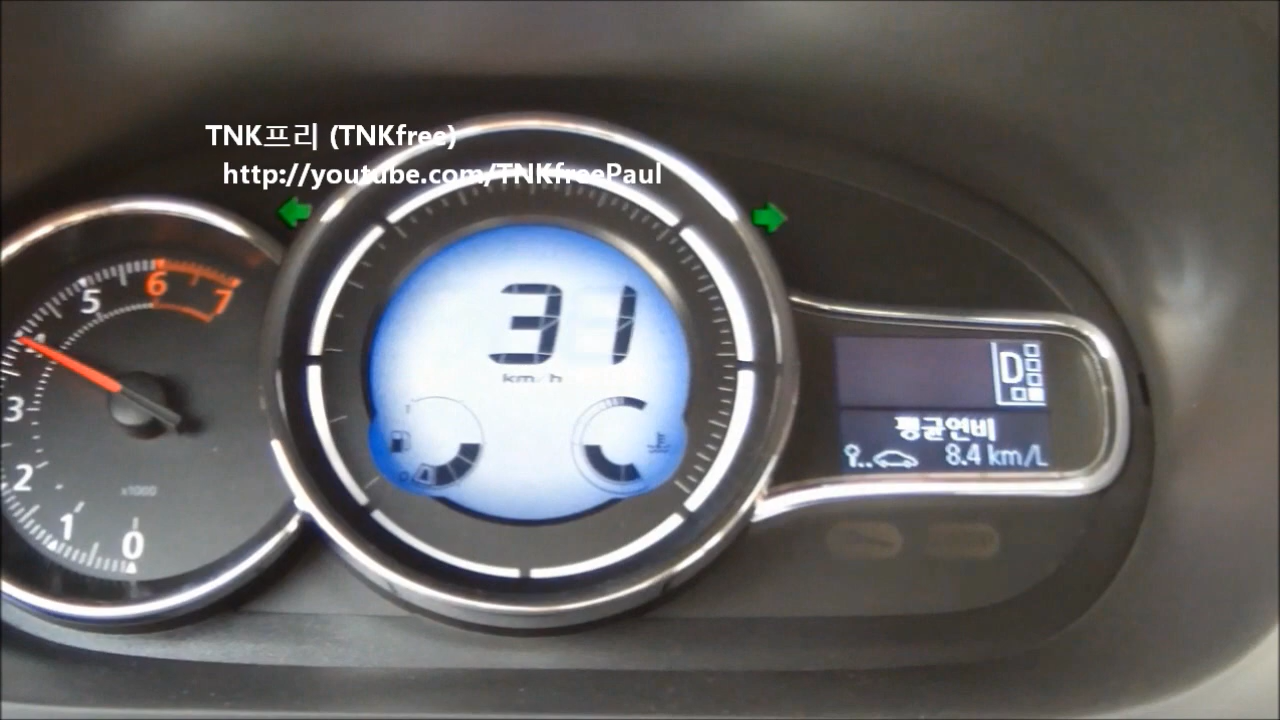 TNK프리 (TNKfree)
http://youtube.com/TNKfreePaul
7
6
5
3
2
1
0
x1000
31
km/h
D
평균연비
8.4 km/L